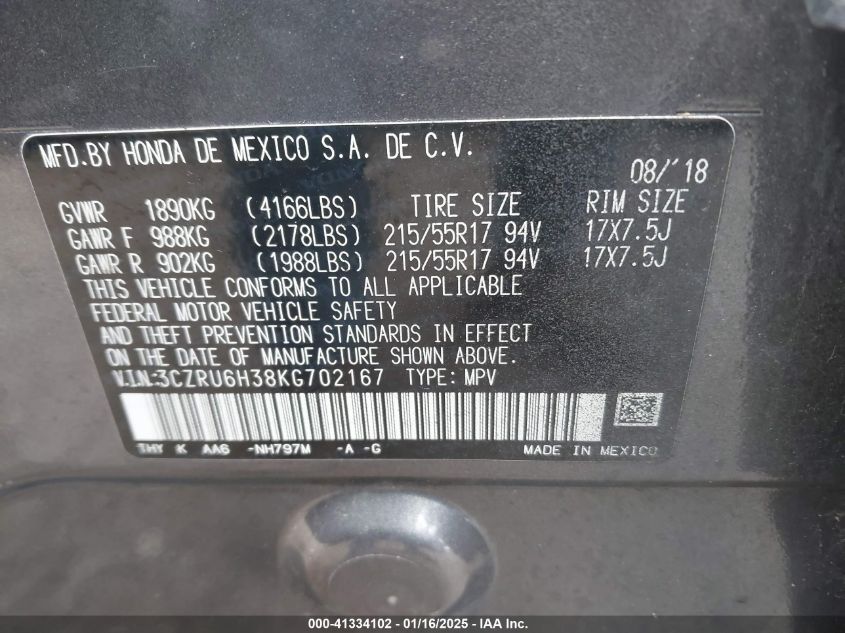 MFD.BY HONDA DE MEXICO S.A. DE C.V.
08/'18
GVWR 1890KG (4166LBS) TIRE SIZE RIM SIZE
GAWR F 988KG (2178LBS) 215/55R17 94V 17X7.5J
GAWR R 902KG (1988LBS) 215/55R17 94V 17X7.5J
THIS VEHICLE CONFORMS TO ALL APPLICABLE
FEDERAL MOTOR VEHICLE SAFETY
AND THEFT PREVENTION STANDARDS IN EFFECT
ON THE DATE OF MANUFACTURE SHOWN ABOVE.
V.I.N:3CZRU6H38KG702167 TYPE:MPV
THY K AA6 -NH797M -A -G MADE IN MEXICO
000-41334102 - 01/16/2025 - IAA Inc.